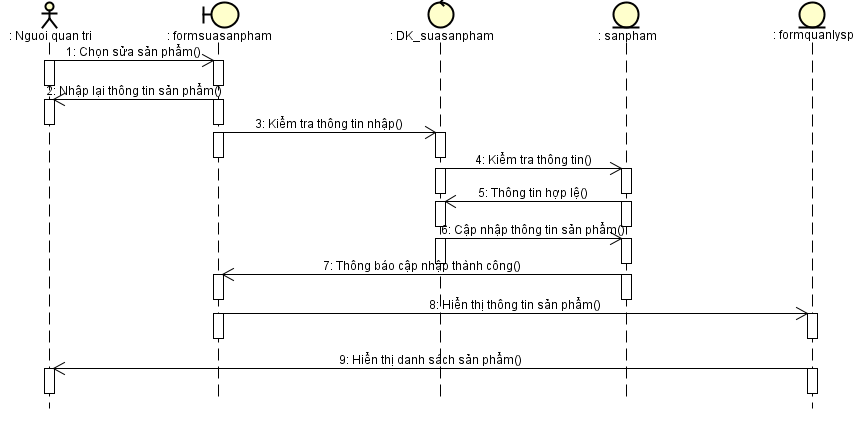 : Nguoi quan tri
: formsuasanpham
: DK_suasanpham
: sanpham
: formquanlysp
1: Chọn sửa sản phẩm()
2: Nhập lại thông tin sản phẩm()
3: Kiểm tra thông tin nhập()
4: Kiểm tra thông tin()
5: Thông tin hợp lệ()
6: Cập nhập thông tin sản phẩm()
7: Thông báo cập nhập thành công()
8: Hiển thị thông tin sản phẩm()
9: Hiển thị danh sách sản phẩm()